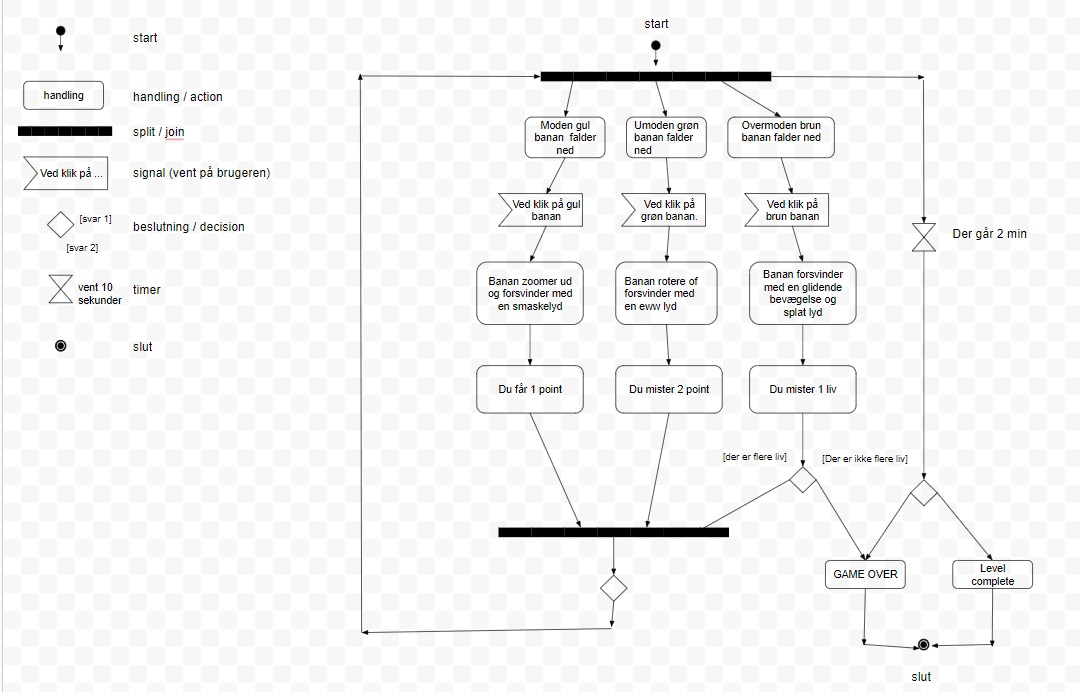 start
handling
handling / action
split / join
Ved klik på ...
signal (vent på brugeren)
[svar 1]
[svar 2]
beslutning / decision
vent 10
sekunder
timer
slut
start
Moden gul
banan falder
ned
Umoden grøn
banan falder
ned
Overmoden brun
banan falder ned
Ved klik på gul
banan
Ved klik på
grøn banan.
Ved klik på
brun banan
Der går 2 min
Banan zoomer ud
og forsvinder med
en smaskelyd
Banan rotere of
forsvinder med
en eww lyd
Banan forsvinder
med en glidende
bevægelse og
splat lyd
Du får 1 point
Du mister 2 point
Du mister 1 liv
[der er flere liv]
[Der er ikke flere liv]
GAME OVER
Level
complete
slut